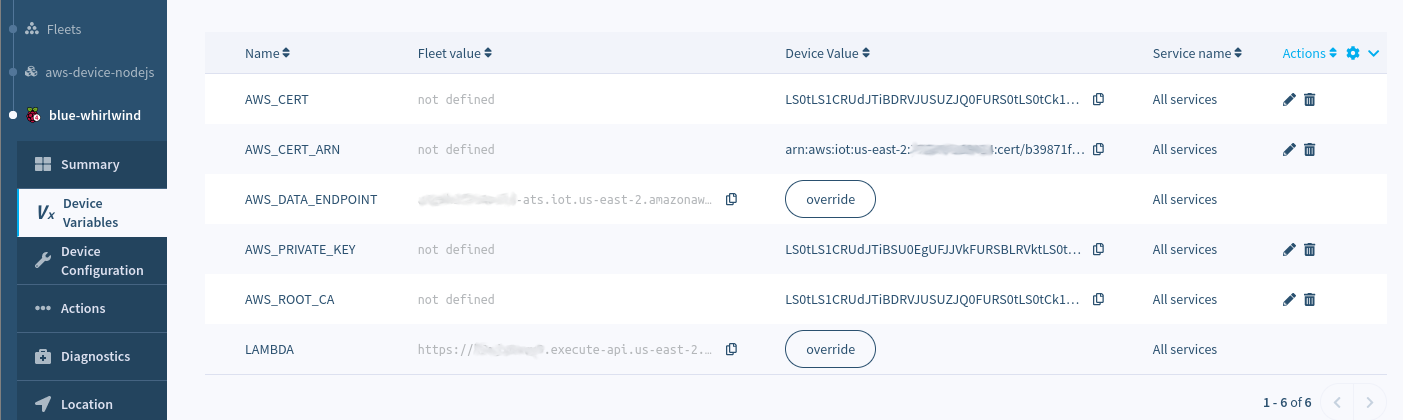 Fleets
aws-device-nodejs
blue-whirlwind
Summary
Device
Variables
Device
Configuration
Actions
Diagnostics
Location
Name Fleet value Device Value Service name Actions
AWS_CERT not defined LS0tLS1CRUdJTiBDRVJUSUZJQ0FURS0tLS0tCk1... All services
AWS_CERT_ARN not defined arn:aws:iot:us-east-2: :cert/b39871f... All services
AWS_DATA_ENDPOINT -ats.iot.us-east-2.amazonaw... override All services
AWS_PRIVATE_KEY not defined LS0tLS1CRUdJTiBSU0EgUFJJVkFURSBLRVktLS0t... All services
AWS_ROOT_CA not defined LS0tLS1CRUdJTiBDRVJUSUZJQ0FURS0tLS0tCk1... All services
LAMBDA https:// .execute-api.us-east-2.... override All services
1 - 6 of 6